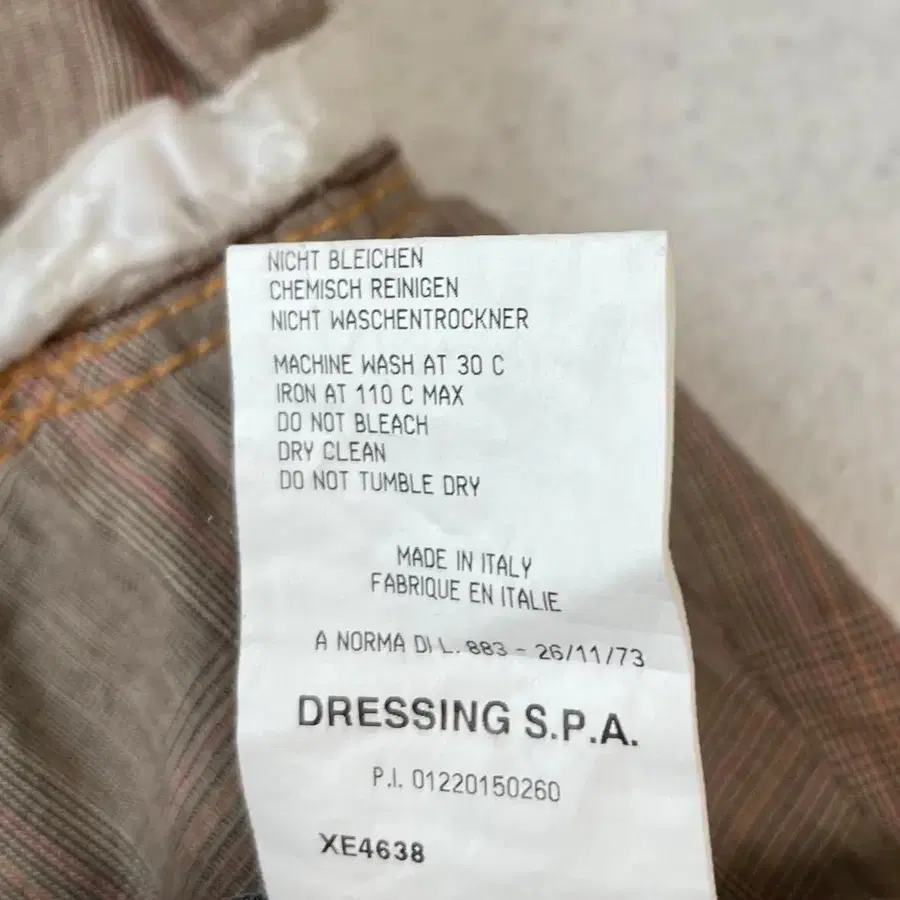 NICHT BLEICHEN
CHEMISCH REINIGEN
NICHT WASCHENTROCKNER
MACHINE WASH AT 30 C
IRON AT 110 C MAX
DO NOT BLEACH
DRY CLEAN
DO NOT TUMBLE DRY
MADE IN ITALY
FABRIQUE EN ITALIE
A NORMA DI L. 883 - 26/11/73
DRESSING S.P.A.
P.I. 01220150260
XE4638